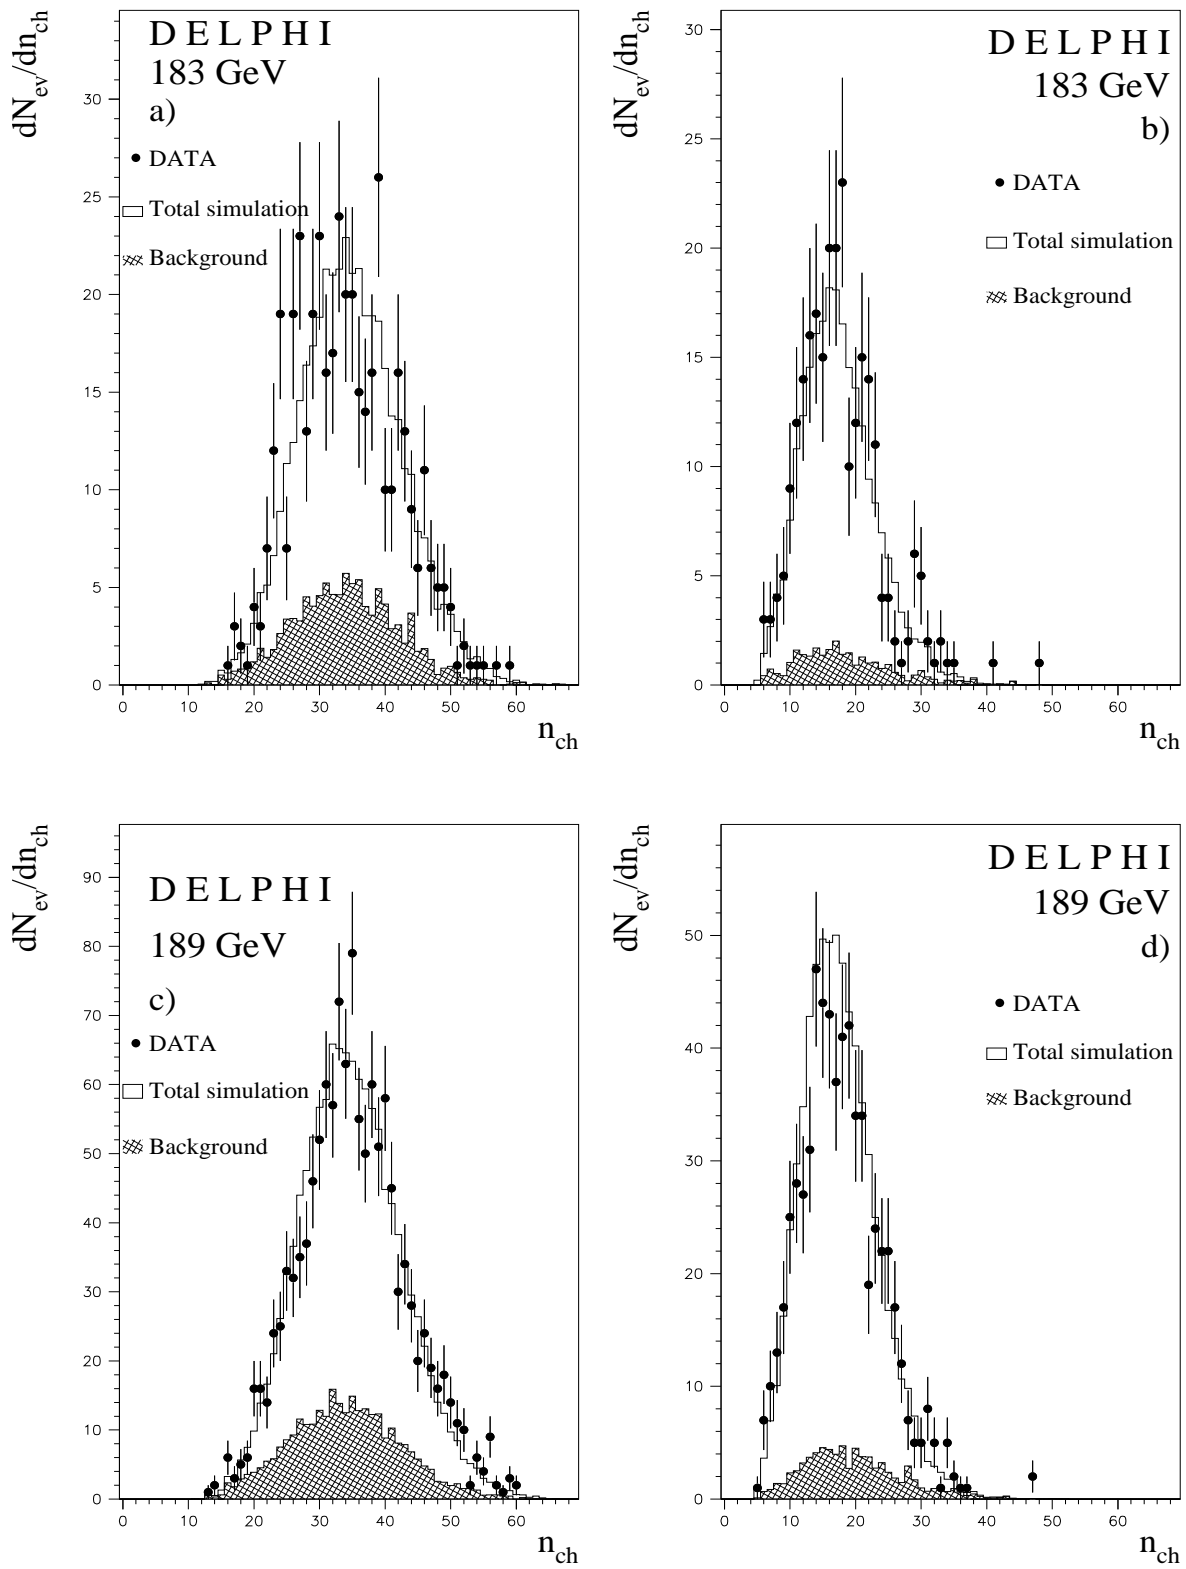 dN_ev/dn_ch
D E L P H I
183 GeV
a)
DATA
Total simulation
Background
30
25
20
15
10
5
0
0 10 20 30 40 50 60
n_ch
dN_ev/dn_ch
D E L P H I
183 GeV
b)
DATA
Total simulation
Background
30
25
20
15
10
5
0
0 10 20 30 40 50 60
n_ch
dN_ev/dn_ch
D E L P H I
189 GeV
c)
DATA
Total simulation
Background
90
80
70
60
50
40
30
20
10
0
0 10 20 30 40 50 60
n_ch
dN_ev/dn_ch
D E L P H I
189 GeV
d)
DATA
Total simulation
Background
50
40
30
20
10
0
0 10 20 30 40 50 60
n_ch